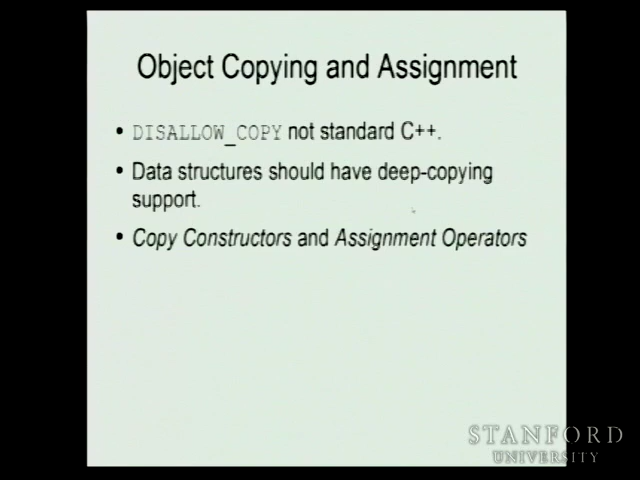 Object Copying and Assignment
• DISALLOW_COPY not standard C++.
• Data structures should have deep-copying
support.
• Copy Constructors and Assignment Operators
STANFORD
UNIVERSITY